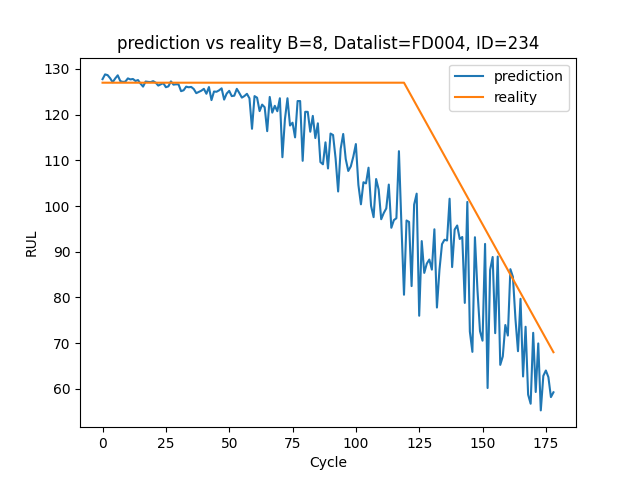 prediction vs reality B=8, Datalist=FD004, ID=234
prediction
reality
RUL
130
120
110
100
90
80
70
60
0 25 50 75 100 125 150 175
Cycle